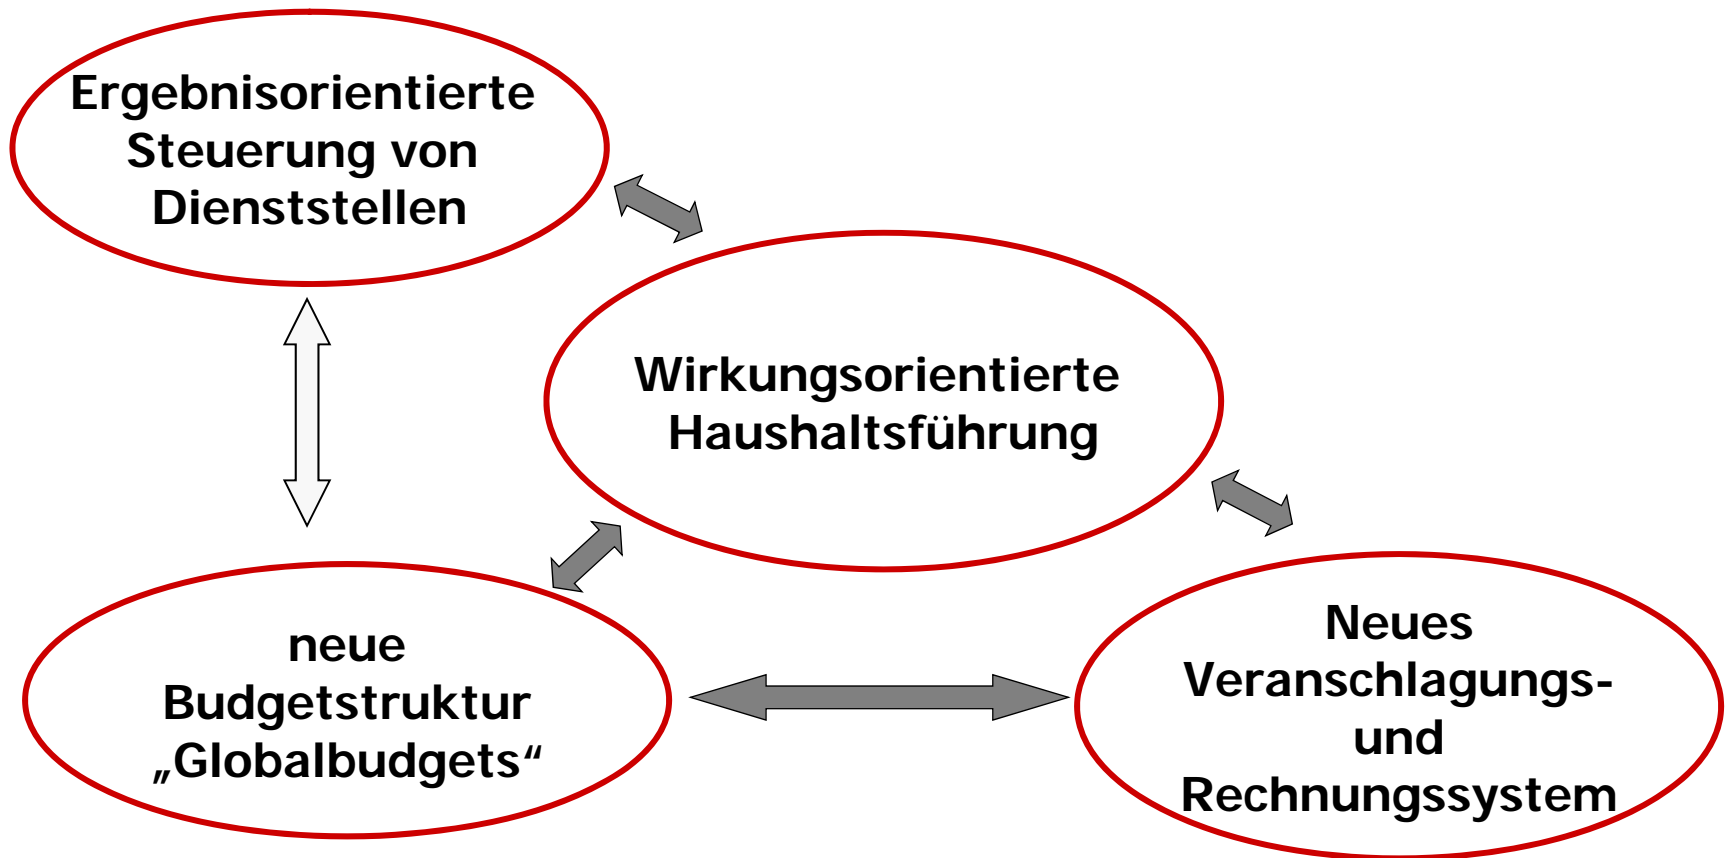 Ergebnisorientierte
Steuerung von
Dienststellen
Wirkungsorientierte
Haushaltsführung
neue
Budgetstruktur
„Globalbudgets“
Neues
Veranschlagungs-
und
Rechnungssystem